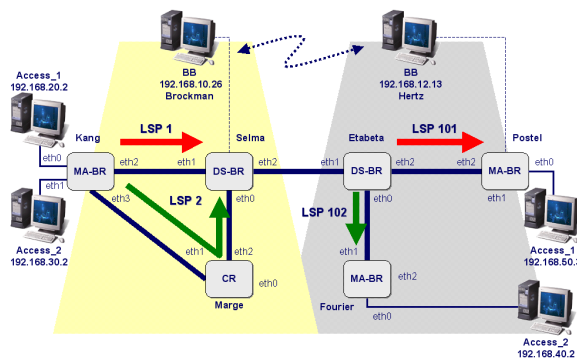 BB
192.168.10.26
Brockman
BB
192.168.12.13
Hertz
Access_1
192.168.20.2
Kang
LSP 1
Selma
Etabeta
LSP 101
Postel
eth0
eth2
eth1
eth2
eth1
eth2
eth2
eth0
MA-BR
DS-BR
DS-BR
MA-BR
eth1
eth3
LSP 2
eth0
LSP 102
eth0
eth1
Access_2
192.168.30.2
eth1
eth2
eth1
Access_1
192.168.50.3
CR
eth0
MA-BR
eth2
Marge
Fourier
eth0
Access_2
192.168.40.2